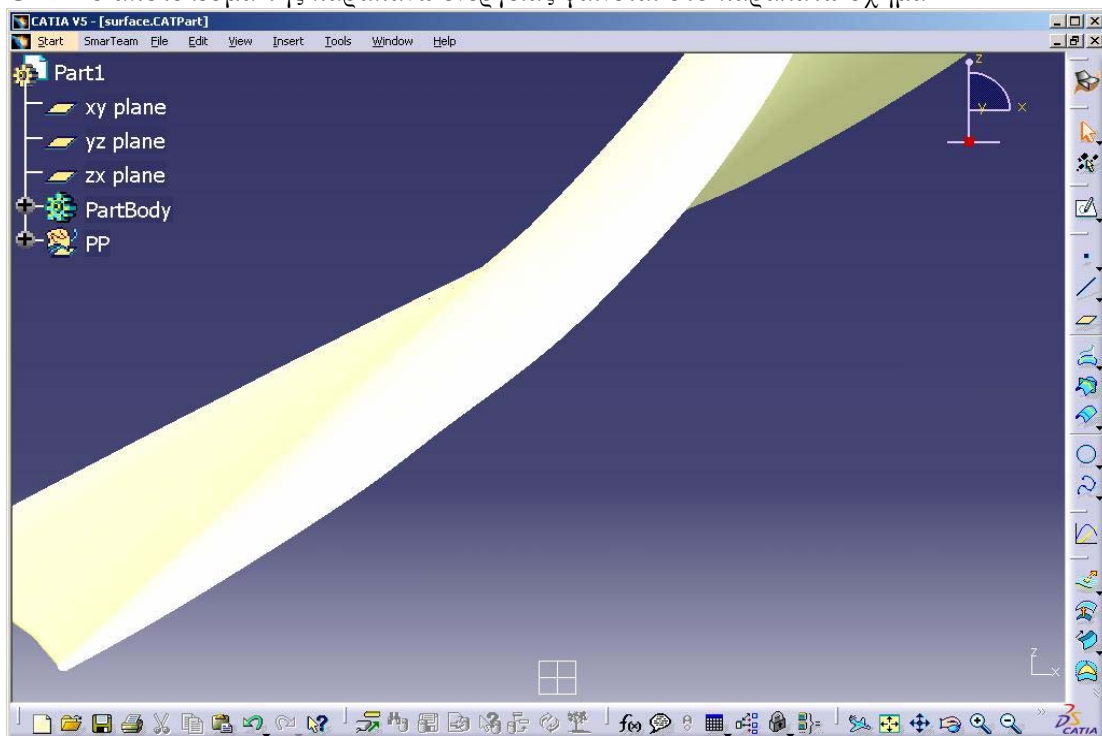 CATIA V5 - [surface.CATPart]
Start SmarTeam File Edit View Insert Tools Window Help
Part1
xy plane
yz plane
zx plane
PartBody
PP
z
y x
z
x
f(x)
CATIA